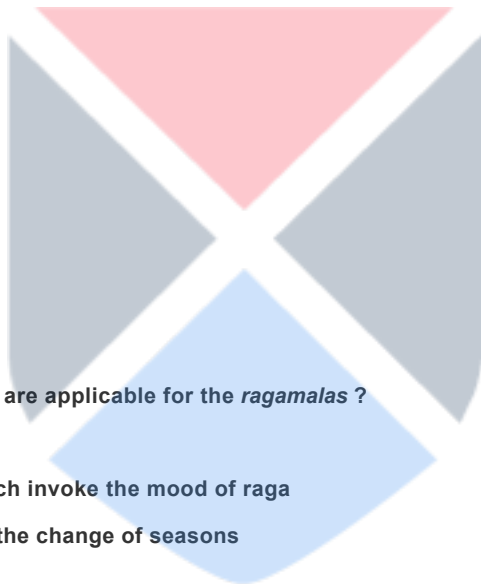 are applicable for the ragamalas ?
ch invoke the mood of raga
the change of seasons